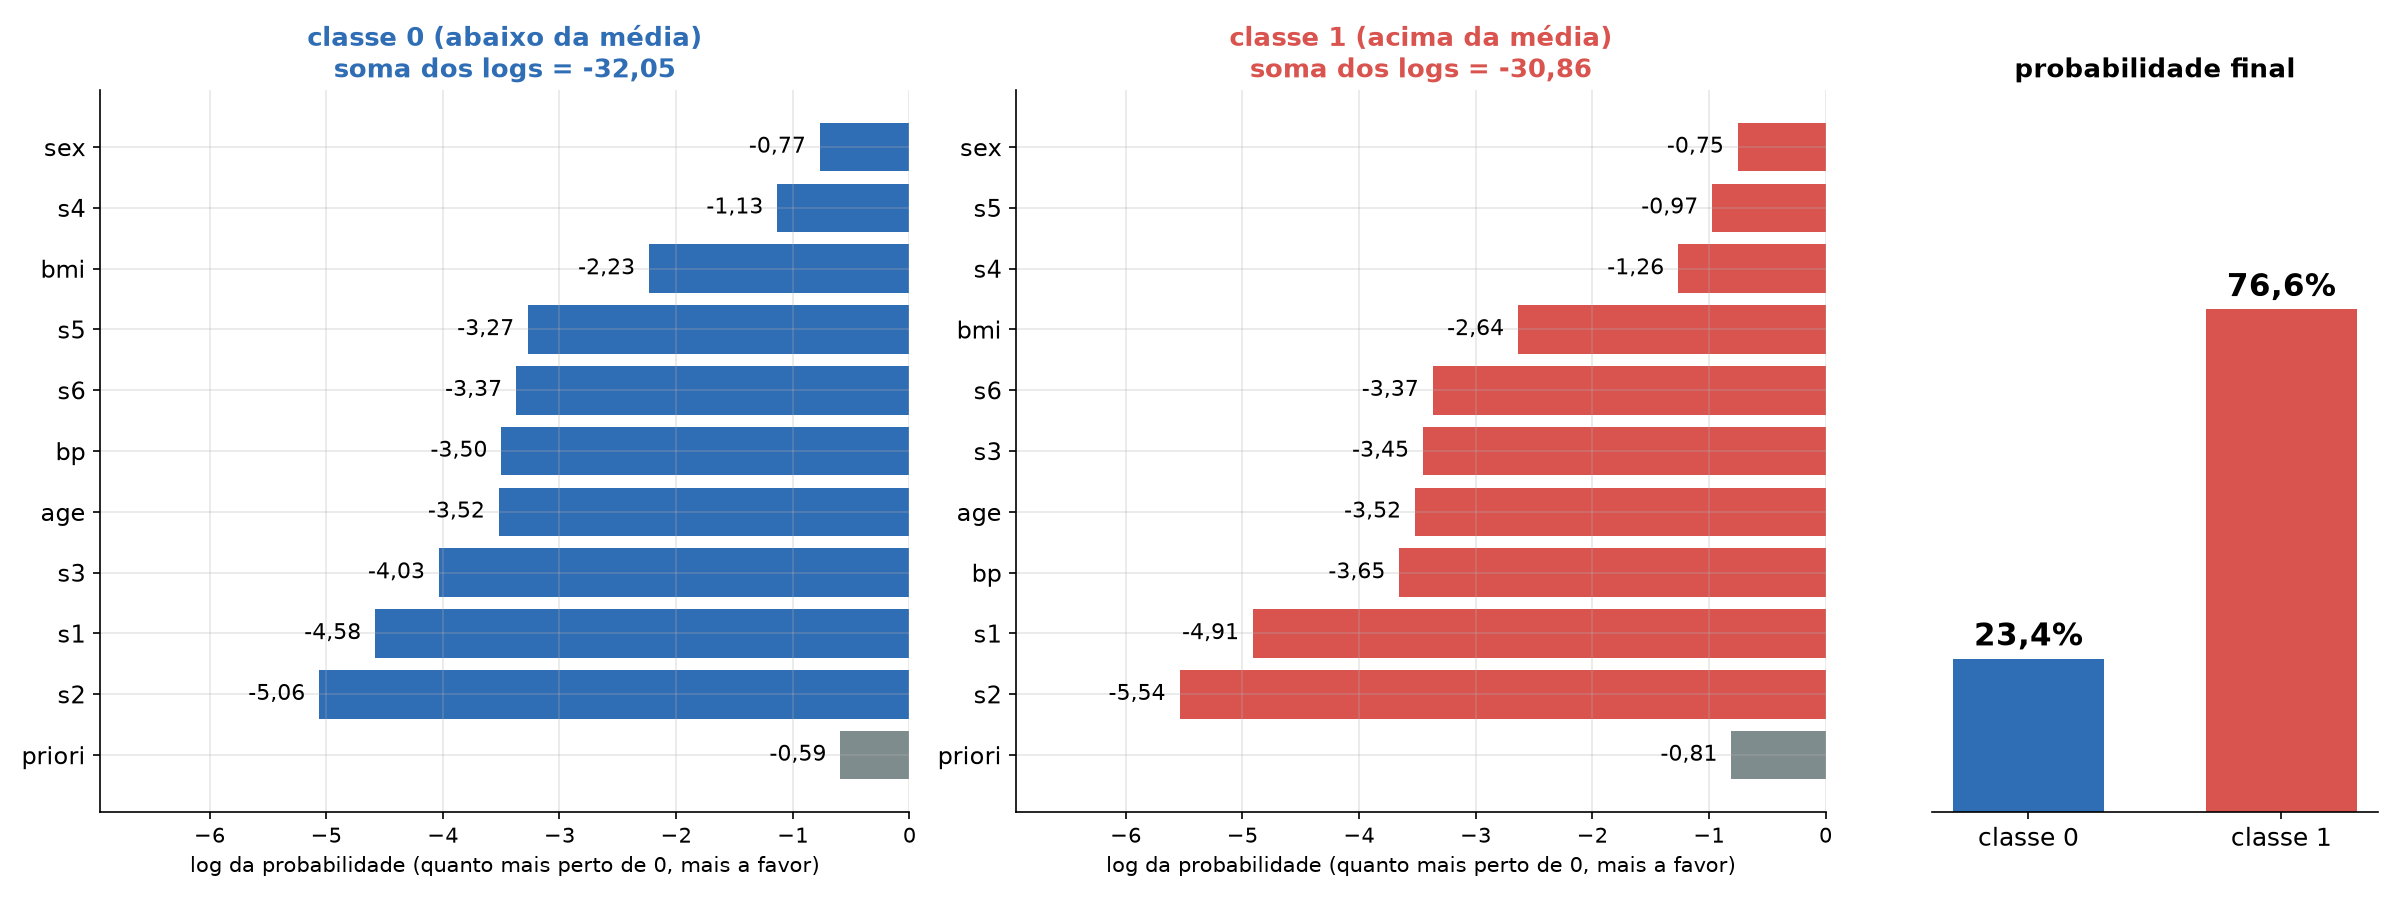 classe 0 (abaixo da média)
soma dos logs = -32,05
sex
-0,77
s4
-1,13
bmi
-2,23
s5
-3,27
s6
-3,37
bp
-3,50
age
-3,52
s3
-4,03
s1
-4,58
s2
-5,06
priori
-0,59
−6 −5 −4 −3 −2 −1 0
log da probabilidade (quanto mais perto de 0, mais a favor)
classe 1 (acima da média)
soma dos logs = -30,86
sex
-0,75
s5
-0,97
s4
-1,26
bmi
-2,64
s6
-3,37
s3
-3,45
age
-3,52
bp
-3,65
s1
-4,91
s2
-5,54
priori
-0,81
−6 −5 −4 −3 −2 −1 0
log da probabilidade (quanto mais perto de 0, mais a favor)
probabilidade final
23,4%
76,6%
classe 0 classe 1